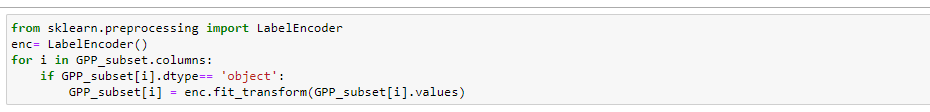 from sklearn.preprocessing import LabelEncoder
enc= LabelEncoder()
for i in GPP_subset.columns:
    if GPP_subset[i].dtype== 'object':
        GPP_subset[i] = enc.fit_transform(GPP_subset[i].values)